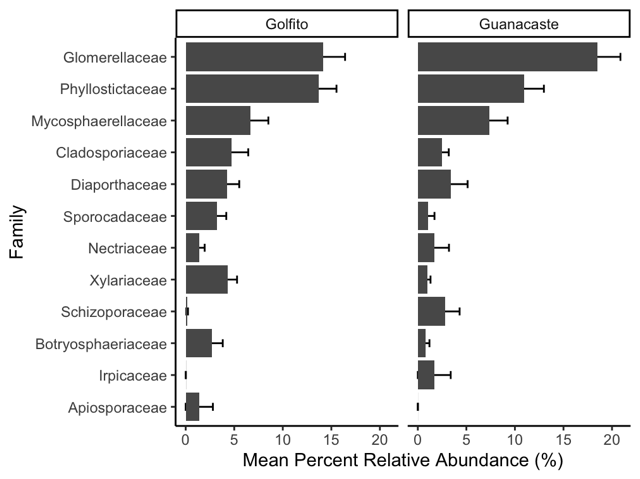 Golfito Guanacaste
Glomerellaceae
Phyllostictaceae
Mycosphaerellaceae
Cladosporiaceae
Diaporthaceae
Sporocadaceae
Nectriaceae
Xylariaceae
Schizoporaceae
Botryosphaeriaceae
Irpicaceae
Apiosporaceae
Family
0 5 10 15 20 0 5 10 15 20
Mean Percent Relative Abundance (%)